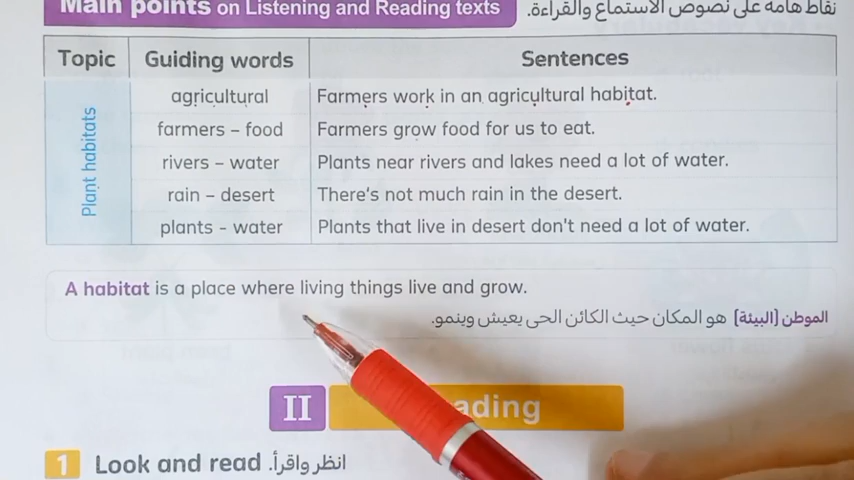 Main points on Listening and Reading texts
نقاط هامة على نصوص الاستماع والقراءة.
Topic Guiding words Sentences
Plant habitats
agricultural Farmers work in an agricultural habitat.
farmers – food Farmers grow food for us to eat.
rivers – water Plants near rivers and lakes need a lot of water.
rain – desert There's not much rain in the desert.
plants - water Plants that live in desert don't need a lot of water.
A habitat is a place where living things live and grow.
الموطن (البيئة) هو المكان حيث الكائن الحى يعيش وينمو.
II ading
1 Look and read انظر واقرأ.